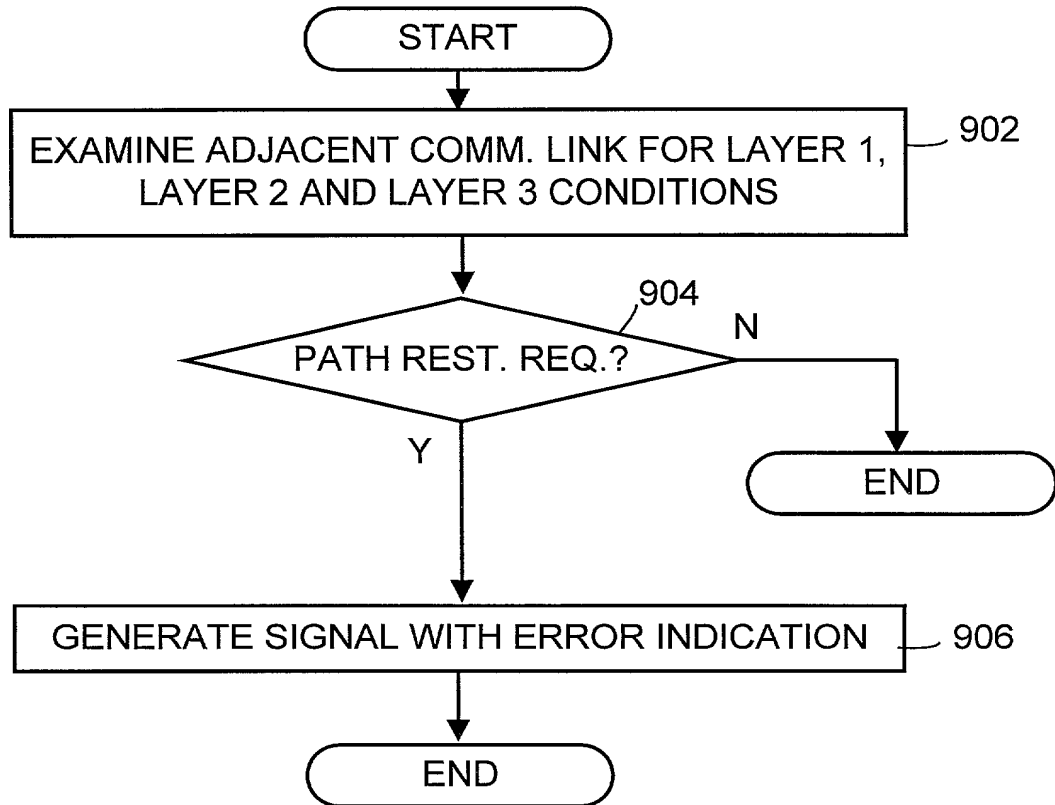 START
EXAMINE ADJACENT COMM. LINK FOR LAYER 1,
LAYER 2 AND LAYER 3 CONDITIONS
902
904
PATH REST. REQ.?
N
Y
END
GENERATE SIGNAL WITH ERROR INDICATION
906
END